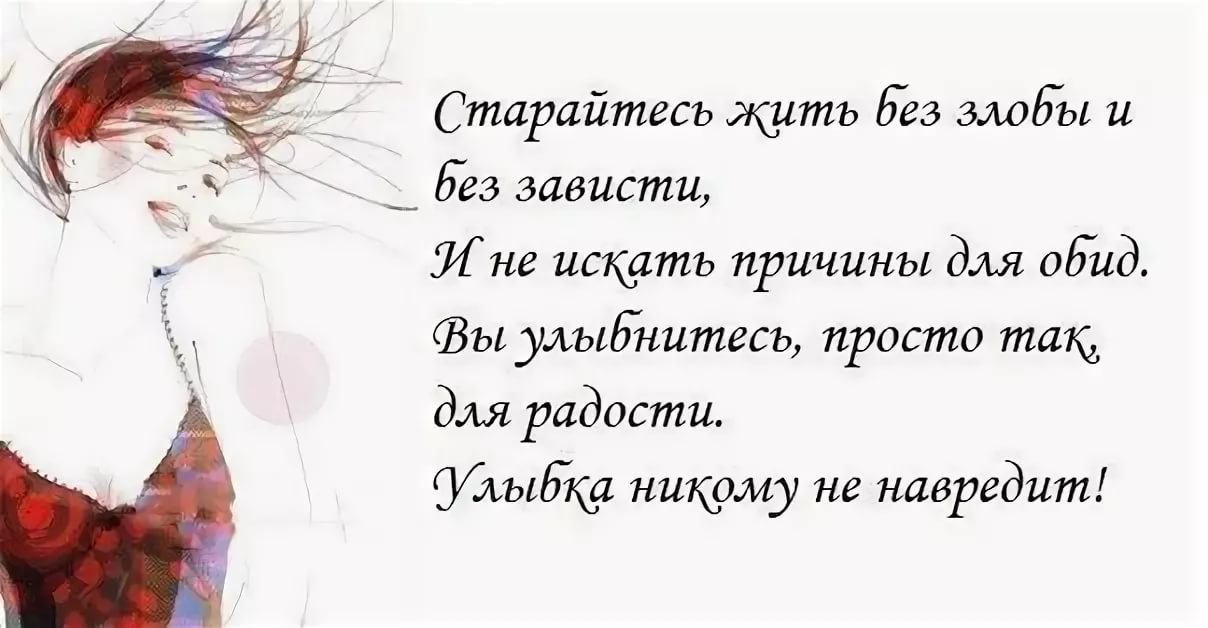 Старайтесь жить без злобы и
без зависти,
И не искать причины для обид.
Вы улыбнитесь, просто так,
для радости.
Улыбка никому не навредит!